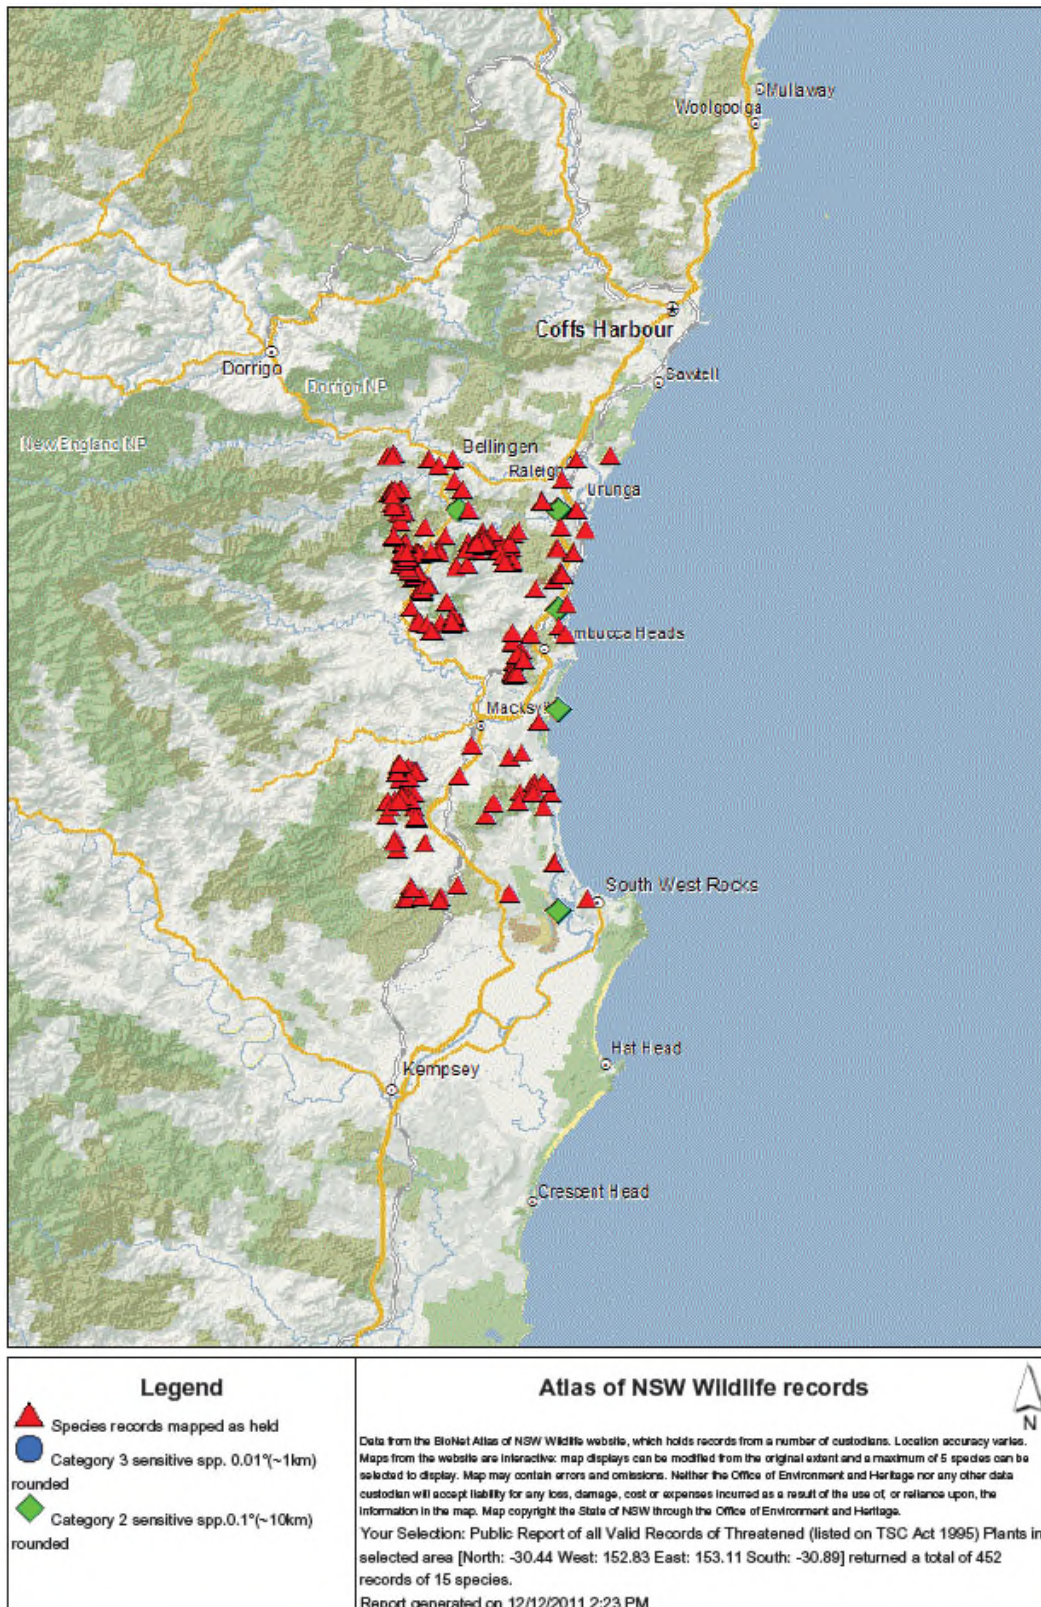 Mullaway
Woolgoolga
Coffs Harbour
Sawtell
Dorrigo
Dorrigo NP
New England NP
Bellingen
Raleigh
Urunga
mbucca Heads
Macksvi
South West Rocks
Hat Head
Kempsey
Crescent Head
Legend
Species records mapped as held
Category 3 sensitive spp. 0.01°(~1km)
rounded
Category 2 sensitive spp.0.1°(~10km)
rounded
Atlas of NSW Wildlife records
N
Data from the BioNet Atlas of NSW Wildlife website, which holds records from a number of custodians. Location accuracy varies.
Maps from the website are interactive: map displays can be modified from the original extent and a maximum of 5 species can be
selected to display. Map may contain errors and omissions. Neither the Office of Environment and Heritage nor any other data
custodian will accept liability for any loss, damage, cost or expenses incurred as a result of the use of, or reliance upon, the
information in the map. Map copyright the State of NSW through the Office of Environment and Heritage.
Your Selection: Public Report of all Valid Records of Threatened (listed on TSC Act 1995) Plants in
selected area [North: -30.44 West: 152.83 East: 153.11 South: -30.89] returned a total of 452
records of 15 species.
Report generated on 12/12/2011 2:23 PM